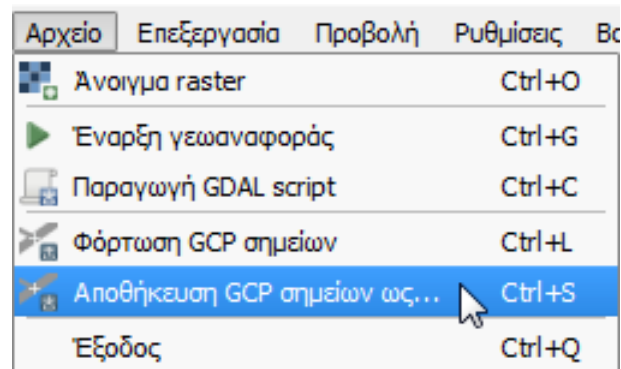 Αρχείο Επεξεργασία Προβολή Ρυθμίσεις
Άνοιγμα raster Ctrl+O
Έναρξη γεωαναφοράς Ctrl+G
Παραγωγή GDAL script Ctrl+C
Φόρτωση GCP σημείων Ctrl+L
Αποθήκευση GCP σημείων ως... Ctrl+S
Έξοδος Ctrl+Q